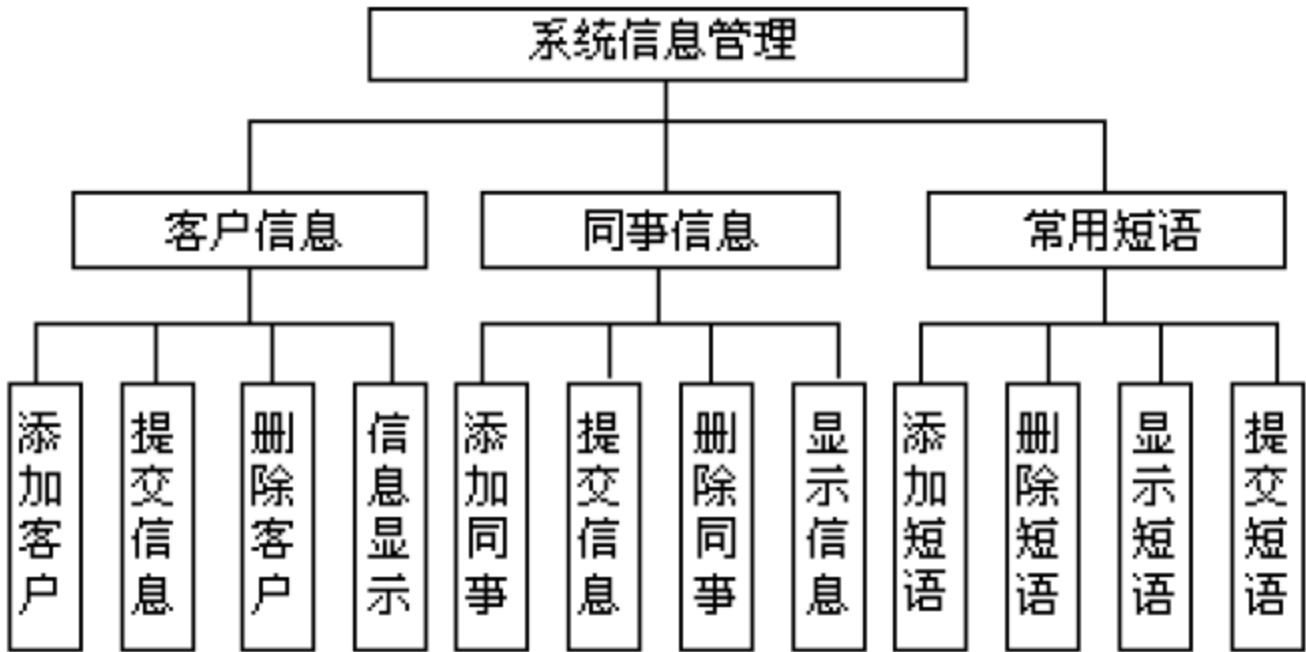 系统信息管理
客户信息
同事信息
常用短语
添加客户
提交信息
删除客户
信息显示
添加同事
提交信息
删除同事
显示信息
添加短语
删除短语
显示短语
提交短语